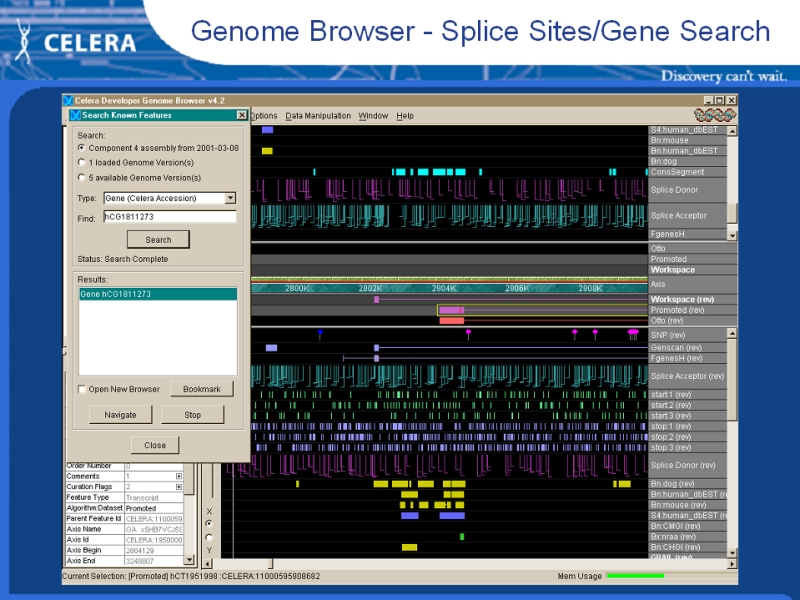 CELERA
Genome Browser - Splice Sites/Gene Search
Discovery can't wait.
Celera Developer Genome Browser v4.2
Search Known Features
Options Data Manipulation Window Help
Search:
Component 4 assembly from 2001-03-08
1 loaded Genome Version(s)
5 available Genome Version(s)
Type: Gene (Celera Accession)
Find: hCG1811273
Search
Status: Search Complete
Results:
Gene hCG1811273
Open New Browser Bookmark
Navigate Stop
Close
S4:human_dbEST
Bn:mouse
Bn:human_dbEST
Bn:dog
ConsSegment
Splice Donor
Splice Acceptor
FgenesH
Otto
Promoted
Workspace
Axis
2800K 2802K 2804K 2806K 2808K
Workspace (rev)
Promoted (rev)
Otto (rev)
SNP (rev)
Genscan (rev)
FgenesH (rev)
Splice Acceptor (rev)
start:1 (rev)
start:2 (rev)
start:3 (rev)
stop:1 (rev)
stop:2 (rev)
stop:3 (rev)
Splice Donor (rev)
Bn:dog (rev)
Bn:human_dbEST (r
Bn:mouse (rev)
S4:human_dbEST (r
Bn:CMGI (rev)
Bx:nraa (rev)
Bn:CHGI (rev)
GRAIL (rev)
Order Number 0
Comments 1
Curation Flags 2
Feature Type Transcript
Algorithm:Dataset Promoted
Parent Feature Id CELERA:1100059
Axis Name
Axis Id CELERA:1950000
Axis Begin 2804129
Axis End 3248807
X
Y
Current Selection: [Promoted] hCT1951998 :CELERA:11000595808682
Mem Usage